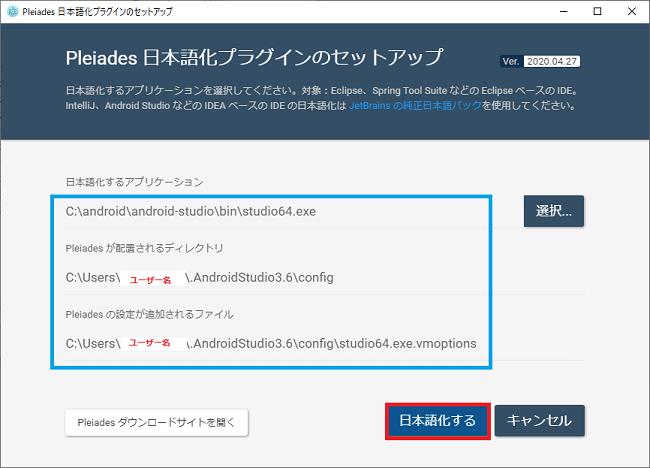 Pleiades 日本語化プラグインのセットアップ
Pleiades 日本語化プラグインのセットアップ
Ver. 2020.04.27
日本語化するアプリケーションを選択してください。対象：Eclipse、Spring Tool Suite などの Eclipse ベースの IDE。
IntelliJ、Android Studio などの IDEA ベースの IDE の日本語化は JetBrains の純正日本語パックを使用してください。
日本語化するアプリケーション
C:\android\android-studio\bin\studio64.exe
選択...
Pleiades が配置されるディレクトリ
C:\Users\ ユーザー名 \.AndroidStudio3.6\config
Pleiades の設定が追加されるファイル
C:\Users\ ユーザー名 \.AndroidStudio3.6\config\studio64.exe.vmoptions
Pleiades ダウンロードサイトを開く
日本語化する
キャンセル